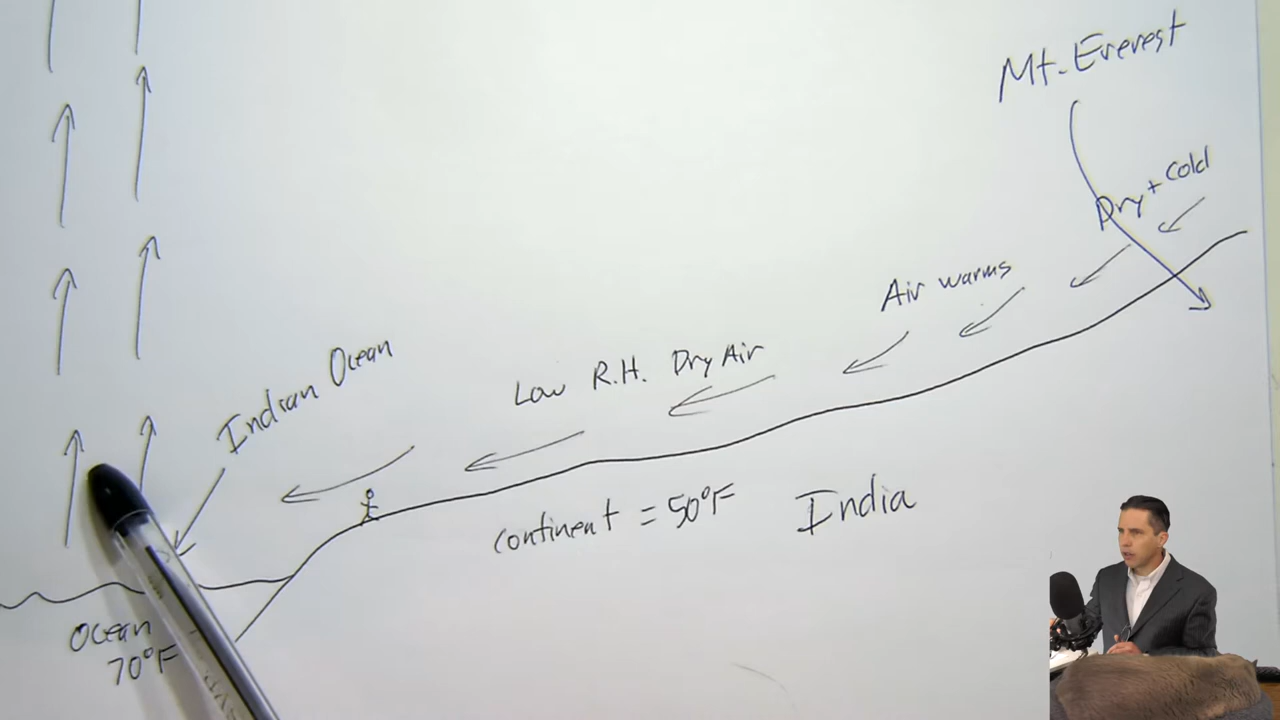 Mt. Everest
Dry + Cold
Air warms
Low R.H. Dry Air
Indian Ocean
continent = 50°F
India
Ocean
70°F